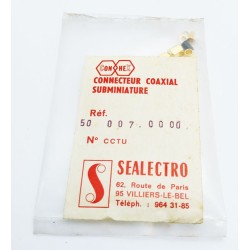 CONHEX
CONNECTEUR COAXIAL
SUBMINIATURE
Réf.
50 007.0000.
N° CCTU
S SEALECTRO
62, Route de Paris
95 VILLIERS-LE-BEL
Téléph. : 964 31-85